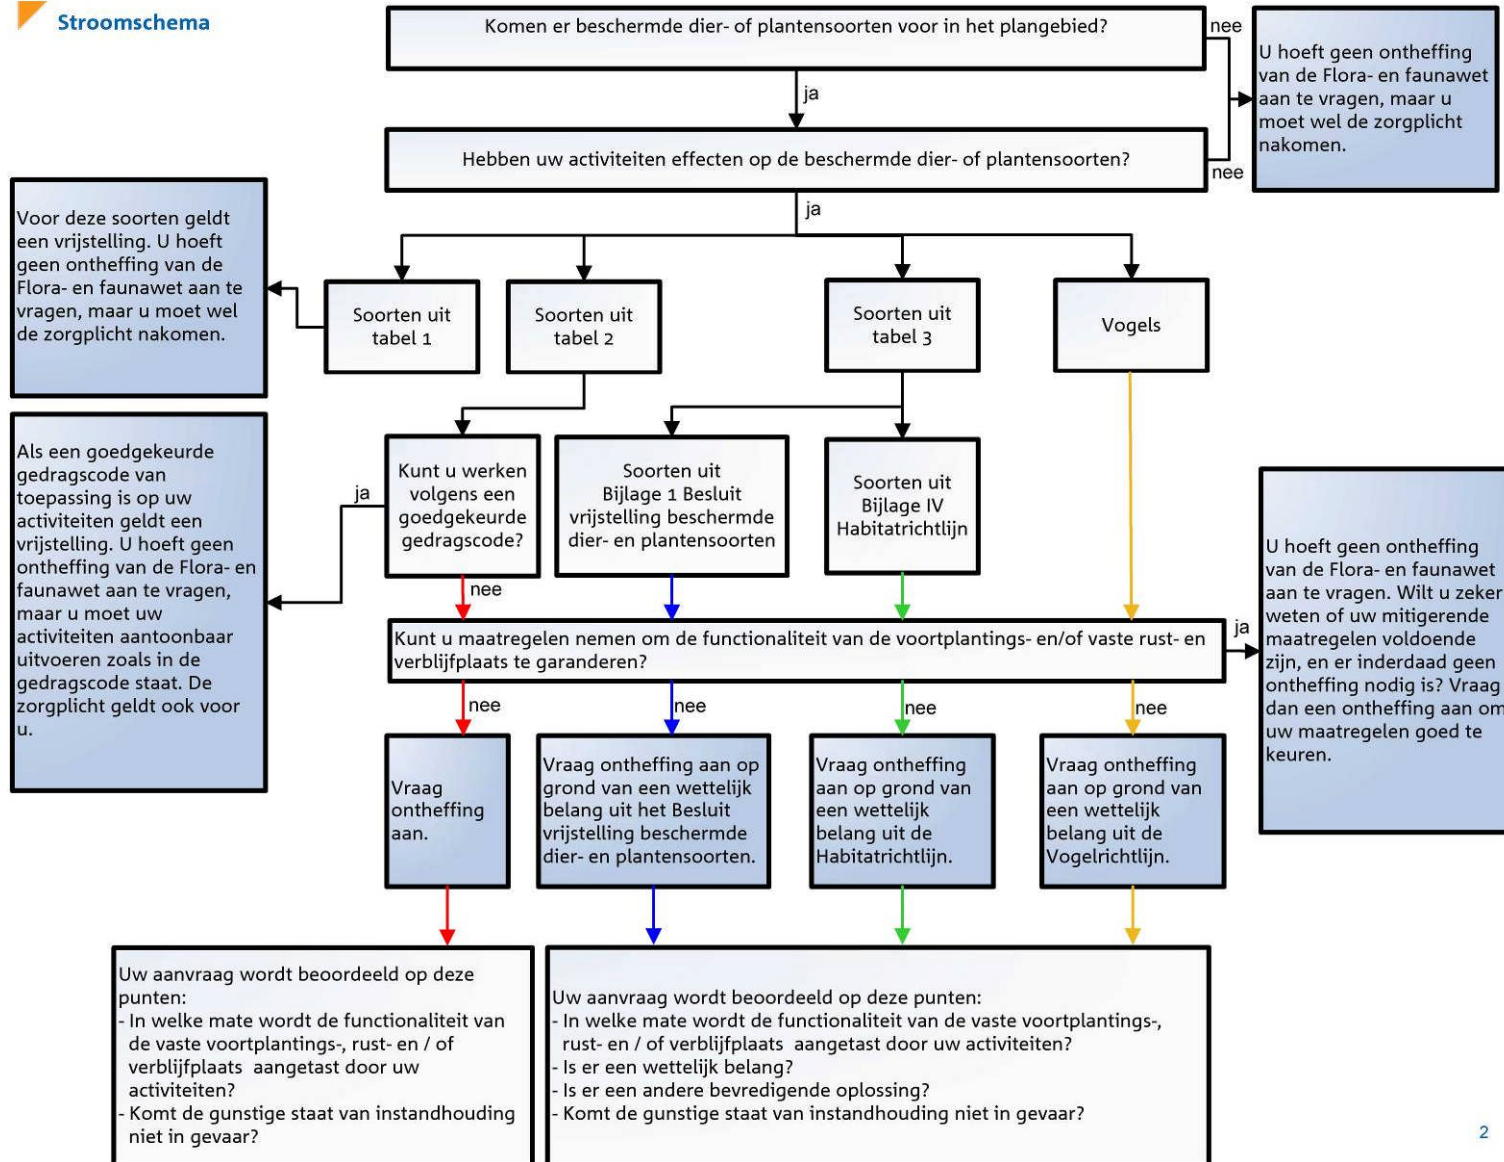 Stroomschema
Komen er beschermde dier- of plantensoorten voor in het plangebied?
nee
U hoeft geen ontheffing
van de Flora- en faunawet
aan te vragen, maar u
moet wel de zorgplicht
nakomen.
ja
Hebben uw activiteiten effecten op de beschermde dier- of plantensoorten?
nee
ja
Voor deze soorten geldt
een vrijstelling. U hoeft
geen ontheffing van de
Flora- en faunawet aan te
vragen, maar u moet wel
de zorgplicht nakomen.
Soorten uit
tabel 1
Soorten uit
tabel 2
Soorten uit
tabel 3
Vogels
Als een goedgekeurde
gedragscode van
toepassing is op uw
activiteiten geldt een
vrijstelling. U hoeft geen
ontheffing van de Flora- en
faunawet aan te vragen,
maar u moet uw
activiteiten aantoonbaar
uitvoeren zoals in de
gedragscode staat. De
zorgplicht geldt ook voor
u.
ja
Kunt u werken
volgens een
goedgekeurde
gedragscode?
Soorten uit
Bijlage 1 Besluit
vrijstelling beschermde
dier- en plantensoorten
Soorten uit
Bijlage IV
Habitatrichtlijn
nee
Kunt u maatregelen nemen om de functionaliteit van de voortplantings- en/of vaste rust- en
verblijfplaats te garanderen?
ja
U hoeft geen ontheffing
van de Flora- en faunawet
aan te vragen. Wilt u zeker
weten of uw mitigerende
maatregelen voldoende
zijn, en er inderdaad geen
ontheffing nodig is? Vraag
dan een ontheffing aan om
uw maatregelen goed te
keuren.
nee
nee
nee
nee
Vraag
ontheffing
aan.
Vraag ontheffing aan op
grond van een wettelijk
belang uit het Besluit
vrijstelling beschermde
dier- en plantensoorten.
Vraag ontheffing
aan op grond van
een wettelijk
belang uit de
Habitatrichtlijn.
Vraag ontheffing
aan op grond van
een wettelijk
belang uit de
Vogelrichtlijn.
Uw aanvraag wordt beoordeeld op deze
punten:
- In welke mate wordt de functionaliteit van
de vaste voortplantings-, rust- en / of
verblijfplaats aangetast door uw
activiteiten?
- Komt de gunstige staat van instandhouding
niet in gevaar?
Uw aanvraag wordt beoordeeld op deze punten:
- In welke mate wordt de functionaliteit van de vaste voortplantings-,
rust- en / of verblijfplaats aangetast door uw activiteiten?
- Is er een wettelijk belang?
- Is er een andere bevredigende oplossing?
- Komt de gunstige staat van instandhouding niet in gevaar?
2